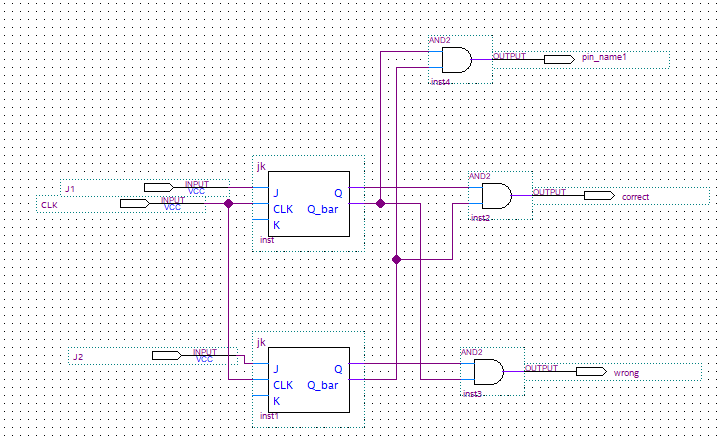 AND2
OUTPUT
pin_name1
inst4
jk
AND2
J1
INPUT
VCC
J
Q
OUTPUT
correct
CLK
INPUT
VCC
CLK
Q_bar
inst2
K
inst
jk
AND2
J2
INPUT
VCC
J
Q
OUTPUT
wrong
CLK
Q_bar
inst3
K
inst1